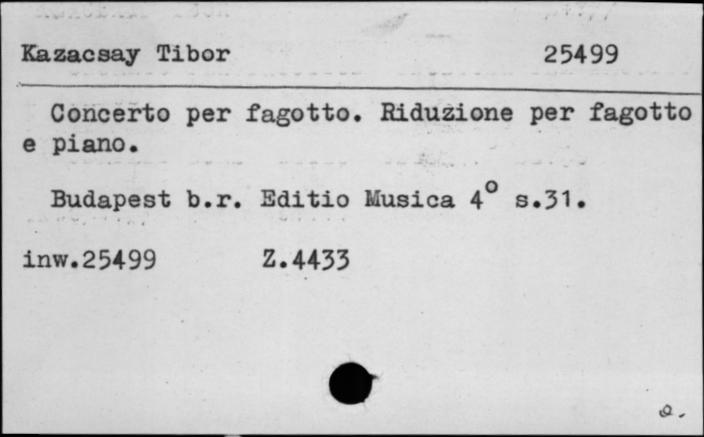 Kazacsay Tibor 25499
Concerto per fagotto. Riduzione per fagotto
e piano.
Budapest b.r. Editio Musica 4° s.31.
inw.25499 Z.4433